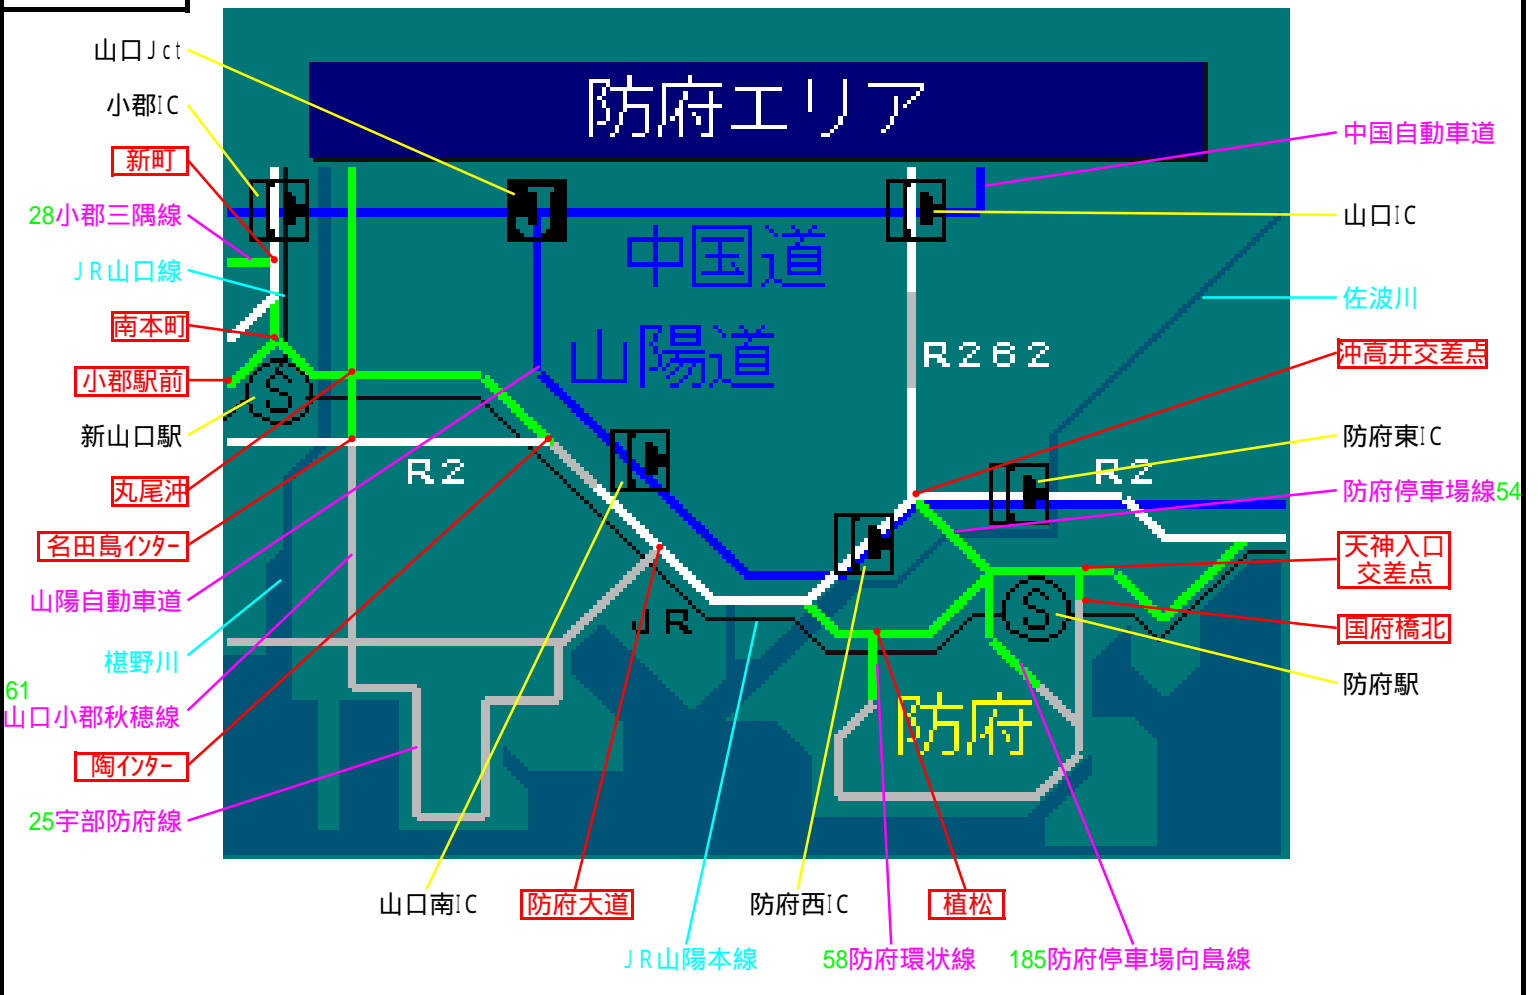 山口Jct
防府エリア
小郡IC
中国自動車道
新町
28小郡三隅線
山口IC
中国道
JR山口線
佐波川
南本町
山陽道
R262
沖高井交差点
小郡駅前
S
新山口駅
防府東IC
R2
R2
丸尾沖
防府停車場線54
名田島インター
天神入口
交差点
山陽自動車道
S
JR
国府橋北
椹野川
防府駅
61
山口小郡秋穂線
防府
陶インター
25宇部防府線
山口南IC
防府大道
防府西IC
植松
JR山陽本線
58防府環状線
185防府停車場向島線
J